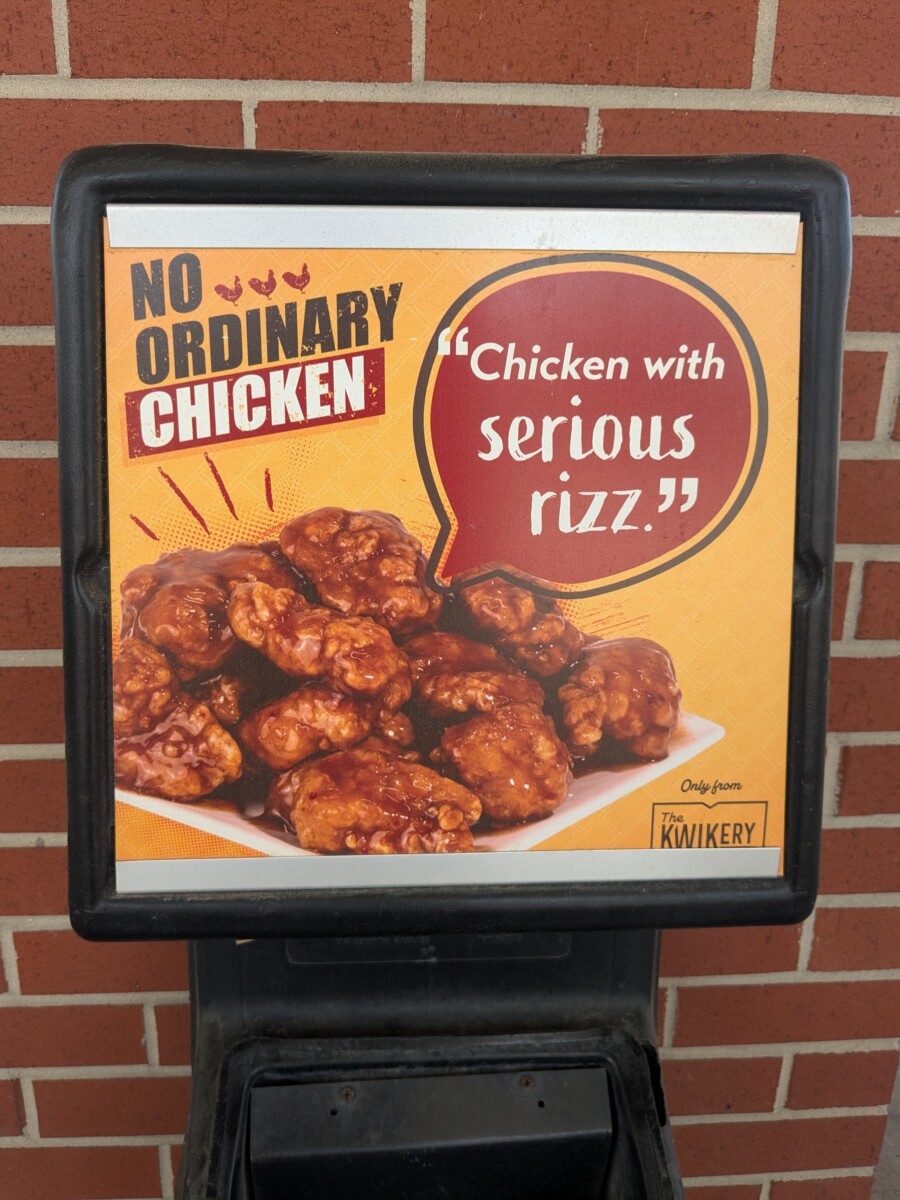 NO
ORDINARY
CHICKEN
“Chicken with
serious
rizz.”
Only from
The
KWIKERY